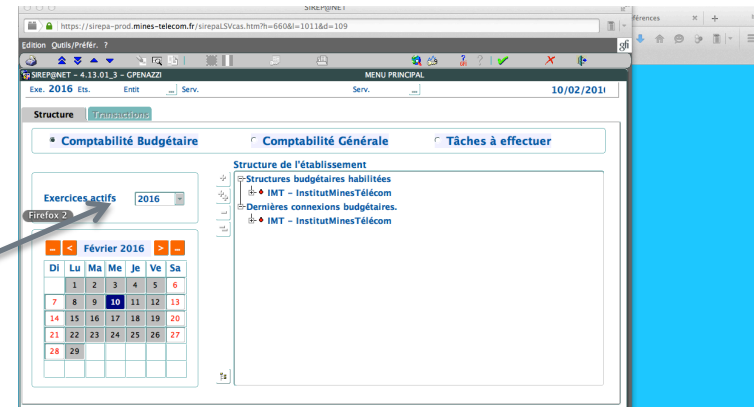 SIREP@NET
https://sirepa-prod.mines-telecom.fr/sirepaLSVcas.htm?h=660&l=1011&d=109
férences × +
Edition Qutils/Préfér. ?
gfi
SIREP@NET - 4.13.01_3 - GPENAZZI MENU PRINCIPAL
Exe. 2016 Ets. Entit ... Serv. Serv. ... 10/02/201
Structure Transactions
Comptabilité Budgétaire Comptabilité Générale Tâches à effectuer
Structure de l'établissement
Structures budgétaires habilitées
IMT - InstitutMinesTélécom
Dernières connexions budgétaires.
IMT - InstitutMinesTélécom
Exercices actifs 2016
Firefox 2
... < Février 2016 > ...
Di Lu Ma Me Je Ve Sa
1 2 3 4 5 6
7 8 9 10 11 12 13
14 15 16 17 18 19 20
21 22 23 24 25 26 27
28 29